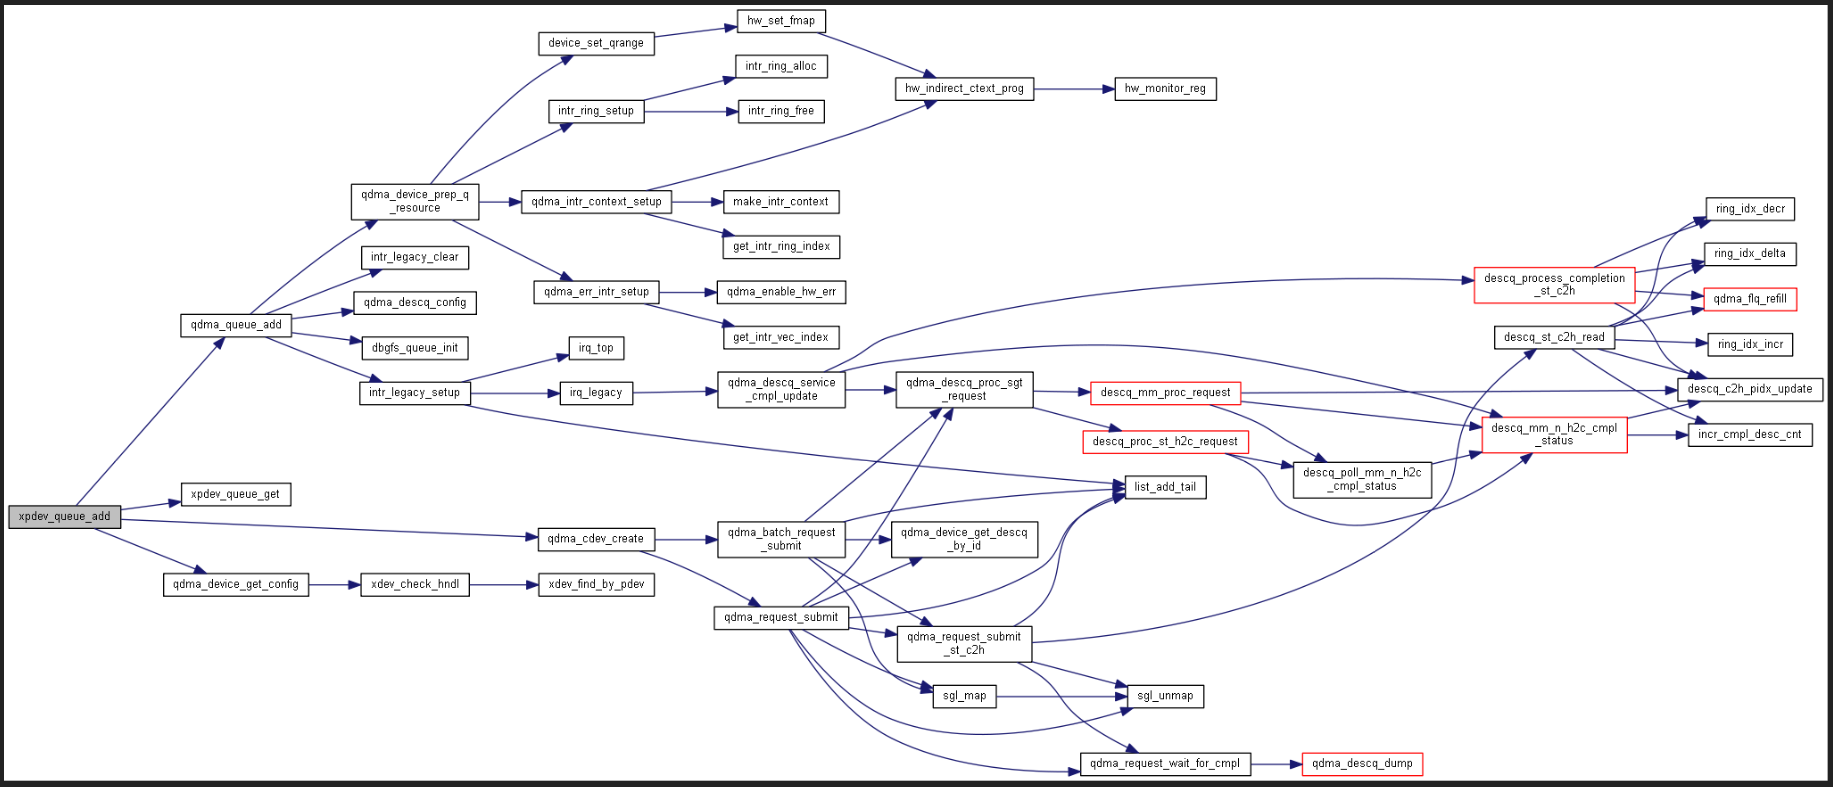 hw_set_fmap
device_set_qrange
intr_ring_alloc
hw_indirect_ctext_prog
hw_monitor_reg
intr_ring_setup
intr_ring_free
qdma_device_prep_q
_resource
qdma_intr_context_setup
make_intr_context
get_intr_ring_index
intr_legacy_clear
qdma_err_intr_setup
qdma_enable_hw_err
get_intr_vec_index
qdma_descq_config
qdma_queue_add
dbgfs_queue_init
irq_top
intr_legacy_setup
irq_legacy
qdma_descq_service
_cmpl_update
qdma_descq_proc_sgt
_request
descq_mm_proc_request
descq_proc_st_h2c_request
descq_poll_mm_n_h2c
_cmpl_status
ring_idx_decr
ring_idx_delta
descq_process_completion
_st_c2h
qdma_flq_refill
descq_st_c2h_read
ring_idx_incr
descq_c2h_pidx_update
descq_mm_n_h2c_cmpl
_status
incr_cmpl_desc_cnt
list_add_tail
xpdev_queue_get
xpdev_queue_add
qdma_cdev_create
qdma_batch_request
_submit
qdma_device_get_descq
_by_id
qdma_device_get_config
xdev_check_hndl
xdev_find_by_pdev
qdma_request_submit
qdma_request_submit
_st_c2h
sgl_map
sgl_unmap
qdma_request_wait_for_cmpl
qdma_descq_dump